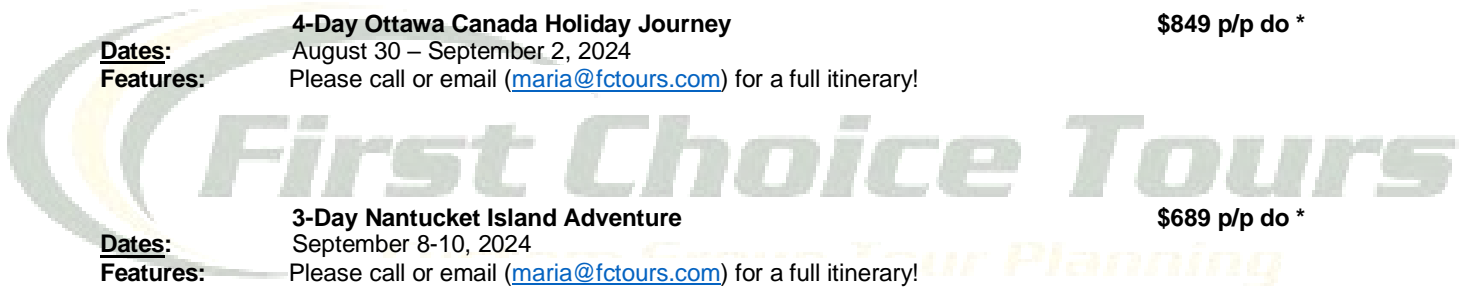 4-Day Ottawa Canada Holiday Journey $849 p/p do *
Dates: August 30 – September 2, 2024
Features: Please call or email (maria@fctours.com) for a full itinerary!
First Choice Tours
3-Day Nantucket Island Adventure $689 p/p do *
Dates: September 8-10, 2024
Your Planning
Features: Please call or email (maria@fctours.com) for a full itinerary!